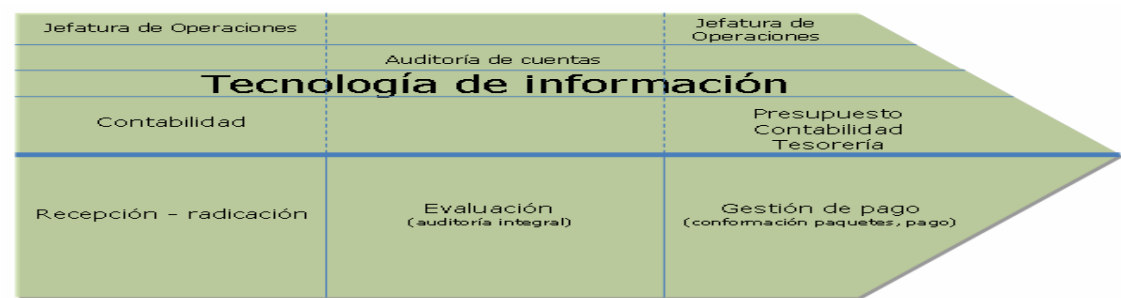 Jefatura de Operaciones
Jefatura de
Operaciones
Auditoría de cuentas
Tecnología de información
Contabilidad
Presupuesto
Contabilidad
Tesorería
Recepción – radicación
Evaluación
(auditoría integral)
Gestión de pago
(conformación paquetes, pago)